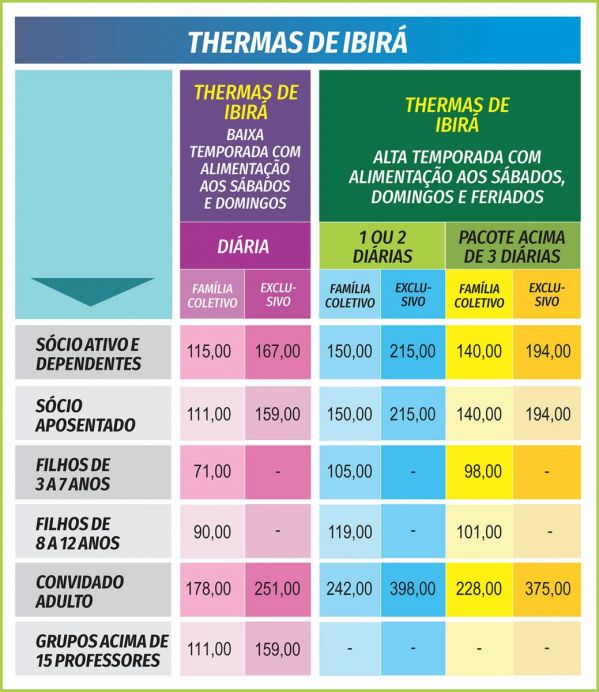 THERMAS DE IBIRÁ
THERMAS DE
IBIRÁ
BAIXA
TEMPORADA COM
ALIMENTAÇÃO
AOS SÁBADOS
E DOMINGOS
THERMAS DE
IBIRÁ
ALTA TEMPORADA COM
ALIMENTAÇÃO AOS SÁBADOS,
DOMINGOS E FERIADOS
DIÁRIA
1 OU 2
DIÁRIAS
PACOTE ACIMA
DE 3 DIÁRIAS
FAMÍLIA
COLETIVO
EXCLU-
SIVO
FAMÍLIA
COLETIVO
EXCLU-
SIVO
FAMÍLIA
COLETIVO
EXCLU-
SIVO
SÓCIO ATIVO E
DEPENDENTES
115,00 167,00 150,00 215,00 140,00 194,00
SÓCIO
APOSENTADO
111,00 159,00 150,00 215,00 140,00 194,00
FILHOS DE
3 A 7 ANOS
71,00 - 105,00 - 98,00 -
FILHOS DE
8 A 12 ANOS
90,00 - 119,00 - 101,00 -
CONVIDADO
ADULTO
178,00 251,00 242,00 398,00 228,00 375,00
GRUPOS ACIMA DE
15 PROFESSORES
111,00 159,00 - - - -